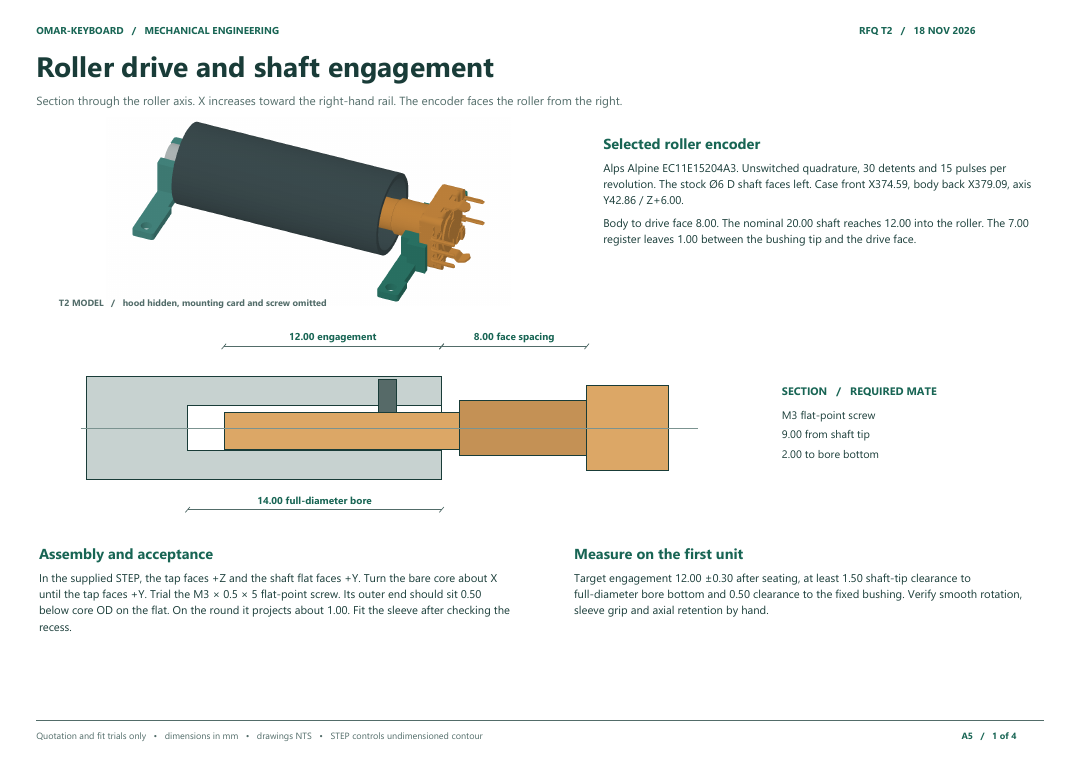 OMAR-KEYBOARD / MECHANICAL ENGINEERING
RFQ T2 / 18 NOV 2026
Roller drive and shaft engagement
Section through the roller axis. X increases toward the right-hand rail. The encoder faces the roller from the right.
Selected roller encoder
Alps Alpine EC11E15204A3. Unswitched quadrature, 30 detents and 15 pulses per
revolution. The stock Ø6 D shaft faces left. Case front X374.59, body back X379.09, axis
Y42.86 / Z+6.00.
Body to drive face 8.00. The nominal 20.00 shaft reaches 12.00 into the roller. The 7.00
register leaves 1.00 between the bushing tip and the drive face.
T2 MODEL / hood hidden, mounting card and screw omitted
12.00 engagement
8.00 face spacing
SECTION / REQUIRED MATE
M3 flat-point screw
9.00 from shaft tip
2.00 to bore bottom
14.00 full-diameter bore
Assembly and acceptance
In the supplied STEP, the tap faces +Z and the shaft flat faces +Y. Turn the bare core about X
until the tap faces +Y. Trial the M3 × 0.5 × 5 flat-point screw. Its outer end should sit 0.50
below core OD on the flat. On the round it projects about 1.00. Fit the sleeve after checking the
recess.
Measure on the first unit
Target engagement 12.00 ±0.30 after seating, at least 1.50 shaft-tip clearance to
full-diameter bore bottom and 0.50 clearance to the fixed bushing. Verify smooth rotation,
sleeve grip and axial retention by hand.
Quotation and fit trials only • dimensions in mm • drawings NTS • STEP controls undimensioned contour
A5 / 1 of 4